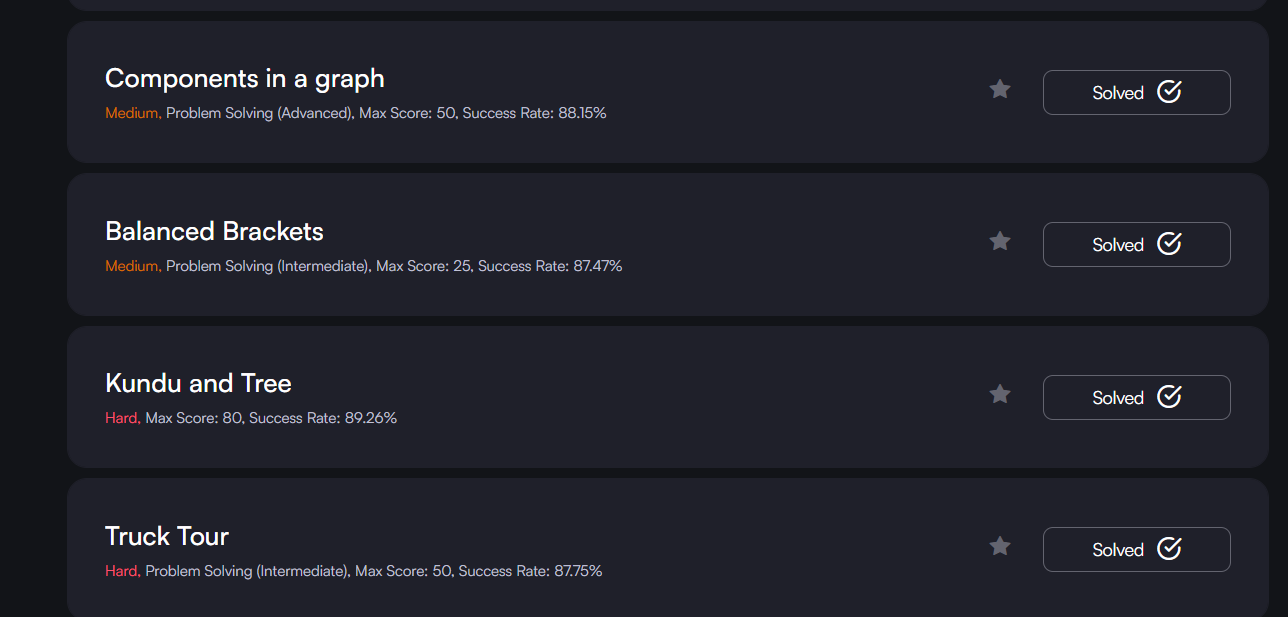 Components in a graph
Solved
Medium, Problem Solving (Advanced), Max Score: 50, Success Rate: 88.15%
Balanced Brackets
Solved
Medium, Problem Solving (Intermediate), Max Score: 25, Success Rate: 87.47%
Kundu and Tree
Solved
Hard, Max Score: 80, Success Rate: 89.26%
Truck Tour
Solved
Hard, Problem Solving (Intermediate), Max Score: 50, Success Rate: 87.75%